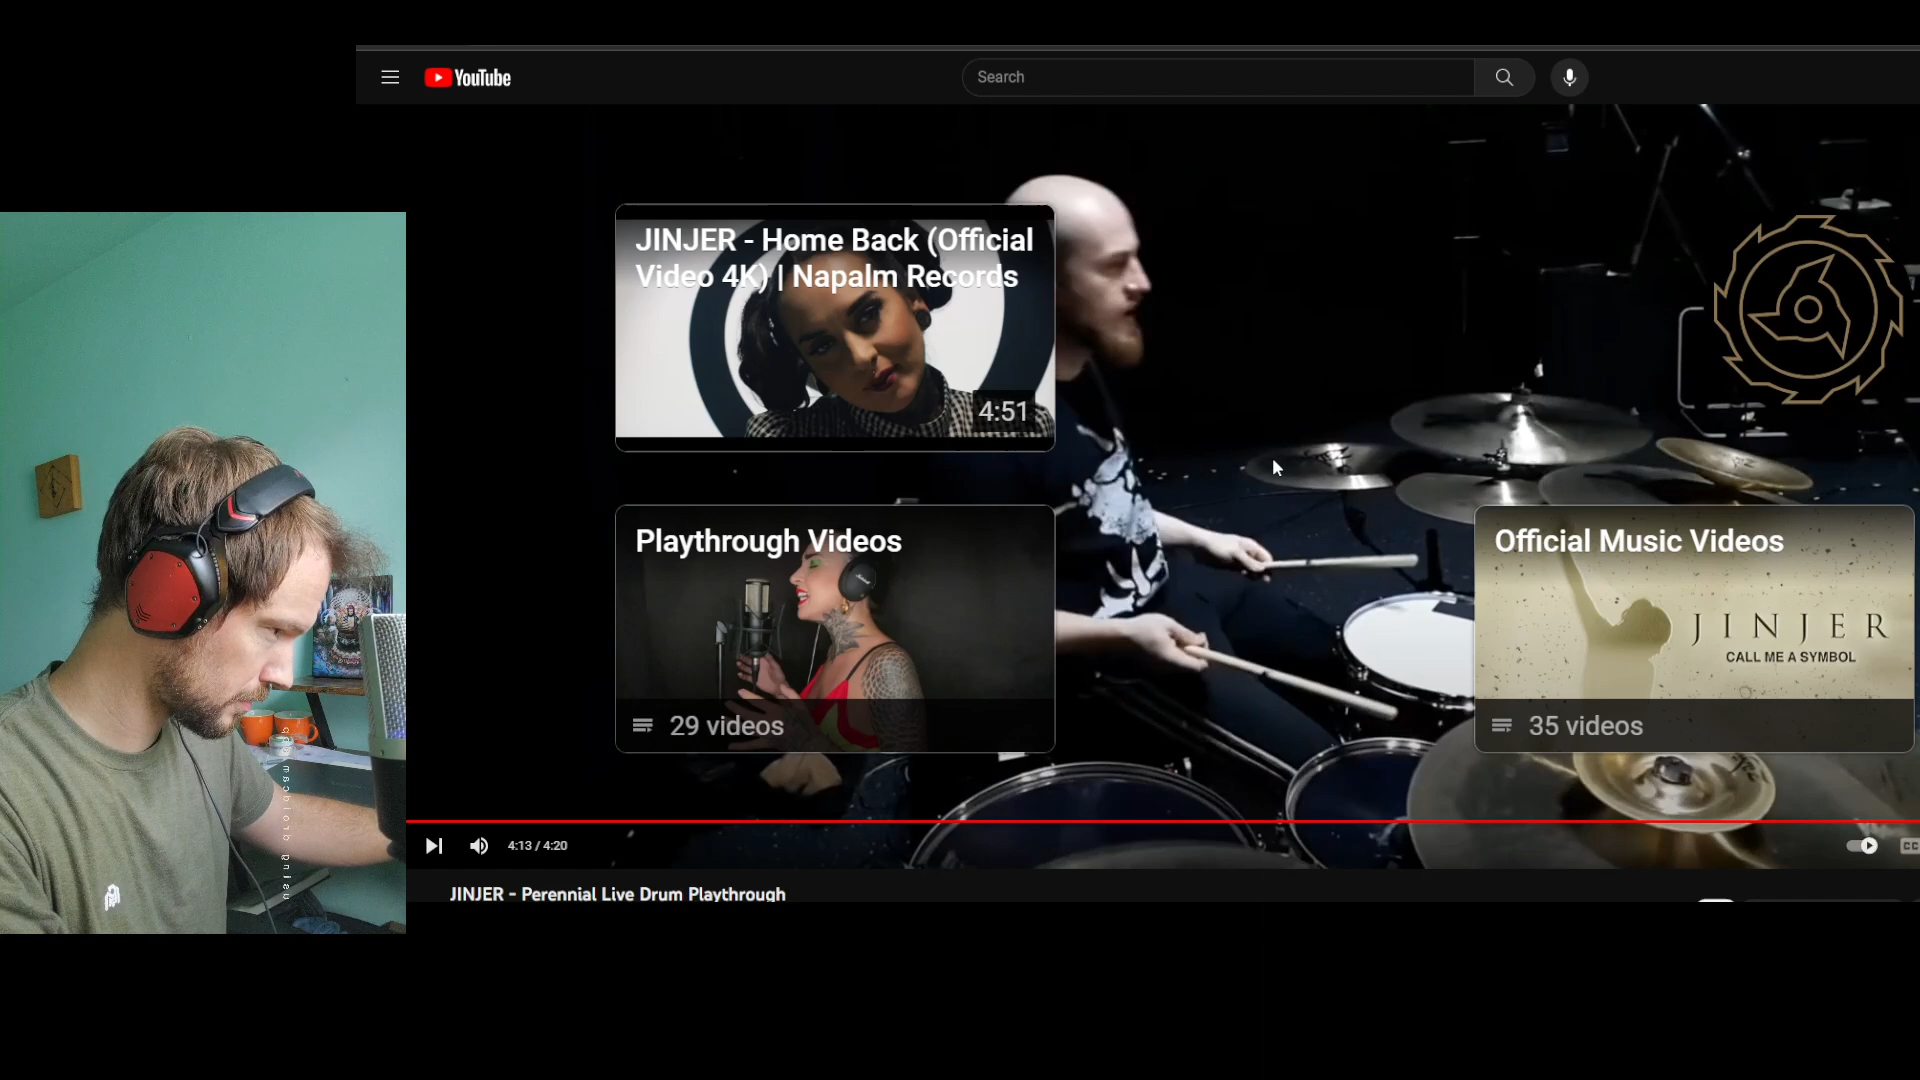 YouTube
Search
JINJER - Home Back (Official
Video 4K) | Napalm Records
4:51
Playthrough Videos
29 videos
Official Music Videos
JINJER
CALL ME A SYMBOL
35 videos
4:13 / 4:20
CC
JINJER - Perennial Live Drum Playthrough